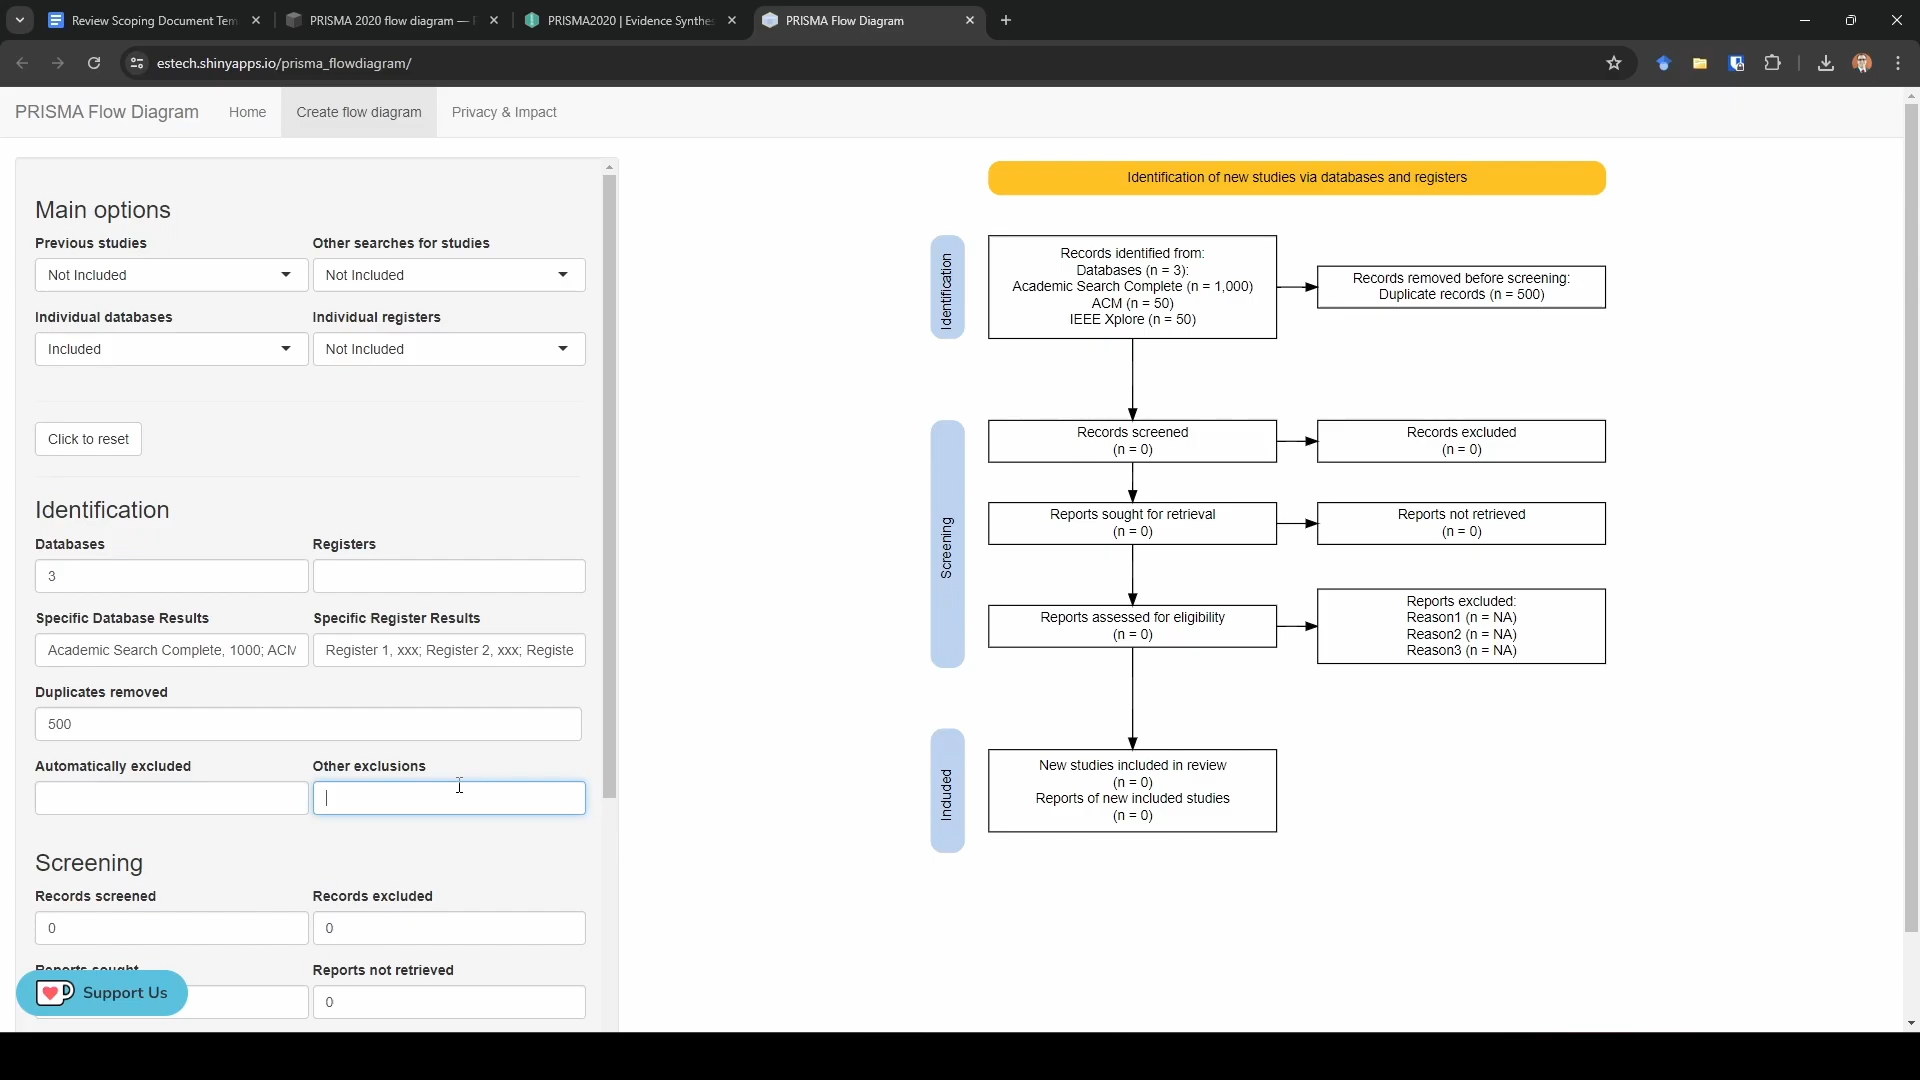 Review Scoping Document Tem
PRISMA 2020 flow diagram —
PRISMA2020 | Evidence Synthes
PRISMA Flow Diagram
estech.shinyapps.io/prisma_flowdiagram/
PRISMA Flow Diagram
Home
Create flow diagram
Privacy & Impact
Main options
Previous studies
Other searches for studies
Not Included
Not Included
Individual databases
Individual registers
Included
Not Included
Click to reset
Identification
Databases
Registers
3
Specific Database Results
Specific Register Results
Academic Search Complete, 1000; ACM
Register 1, xxx; Register 2, xxx; Registe
Duplicates removed
500
Automatically excluded
Other exclusions
Screening
Records screened
Records excluded
0
0
Reports sought
Reports not retrieved
0
Support Us
Identification of new studies via databases and registers
Identification
Records identified from:
Databases (n = 3):
Academic Search Complete (n = 1,000)
ACM (n = 50)
IEEE Xplore (n = 50)
Records removed before screening:
Duplicate records (n = 500)
Screening
Records screened
(n = 0)
Records excluded
(n = 0)
Reports sought for retrieval
(n = 0)
Reports not retrieved
(n = 0)
Reports assessed for eligibility
(n = 0)
Reports excluded:
Reason1 (n = NA)
Reason2 (n = NA)
Reason3 (n = NA)
Included
New studies included in review
(n = 0)
Reports of new included studies
(n = 0)